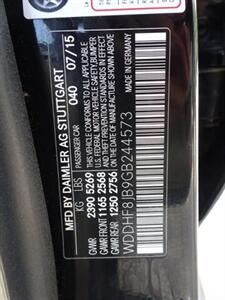 MFD BY DAIMLER AG STUTTGART
PASSENGER CAR 040 07/15
KG LBS
GVWR 2390 5269
GAWR FRONT 1165 2568
GAWR REAR 1250 2756
THIS VEHICLE CONFORMS TO ALL APPLICABLE
U.S. FEDERAL MOTOR VEHICLE SAFETY, BUMPER
AND THEFT PREVENTION STANDARDS IN EFFECT
ON THE DATE OF MANUFACTURE SHOWN ABOVE.
MADE IN GERMANY
WDDHF8JB9GB244573